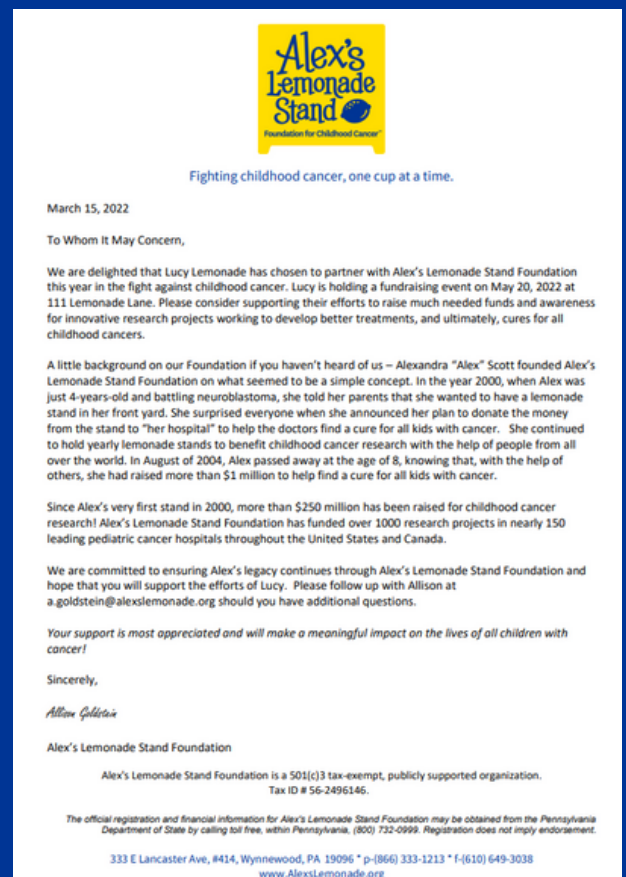 Alex's
Lemonade
Stand
Foundation for Childhood Cancer™
Fighting childhood cancer, one cup at a time.
March 15, 2022
To Whom It May Concern,
We are delighted that Lucy Lemonade has chosen to partner with Alex's Lemonade Stand Foundation
this year in the fight against childhood cancer. Lucy is holding a fundraising event on May 20, 2022 at
111 Lemonade Lane. Please consider supporting their efforts to raise much needed funds and awareness
for innovative research projects working to develop better treatments, and ultimately, cures for all
childhood cancers.
A little background on our Foundation if you haven't heard of us – Alexandra "Alex" Scott founded Alex's
Lemonade Stand Foundation on what seemed to be a simple concept. In the year 2000, when Alex was
just 4-years-old and battling neuroblastoma, she told her parents that she wanted to have a lemonade
stand in her front yard. She surprised everyone when she announced her plan to donate the money
from the stand to "her hospital" to help the doctors find a cure for all kids with cancer. She continued
to hold yearly lemonade stands to benefit childhood cancer research with the help of people from all
over the world. In August of 2004, Alex passed away at the age of 8, knowing that, with the help of
others, she had raised more than $1 million to help find a cure for all kids with cancer.
Since Alex's very first stand in 2000, more than $250 million has been raised for childhood cancer
research! Alex's Lemonade Stand Foundation has funded over 1000 research projects in nearly 150
leading pediatric cancer hospitals throughout the United States and Canada.
We are committed to ensuring Alex's legacy continues through Alex's Lemonade Stand Foundation and
hope that you will support the efforts of Lucy. Please follow up with Allison at
a.goldstein@alexslemonade.org should you have additional questions.
Your support is most appreciated and will make a meaningful impact on the lives of all children with
cancer!
Sincerely,
Allison Goldstein
Alex's Lemonade Stand Foundation
Alex's Lemonade Stand Foundation is a 501(c)3 tax-exempt, publicly supported organization.
Tax ID # 56-2496146.
The official registration and financial information for Alex's Lemonade Stand Foundation may be obtained from the Pennsylvania
Department of State by calling toll free, within Pennsylvania, (800) 732-0999. Registration does not imply endorsement.
333 E Lancaster Ave, #414, Wynnewood, PA 19096 * p-(866) 333-1213 * f-(610) 649-3038
www.AlexsLemonade.org